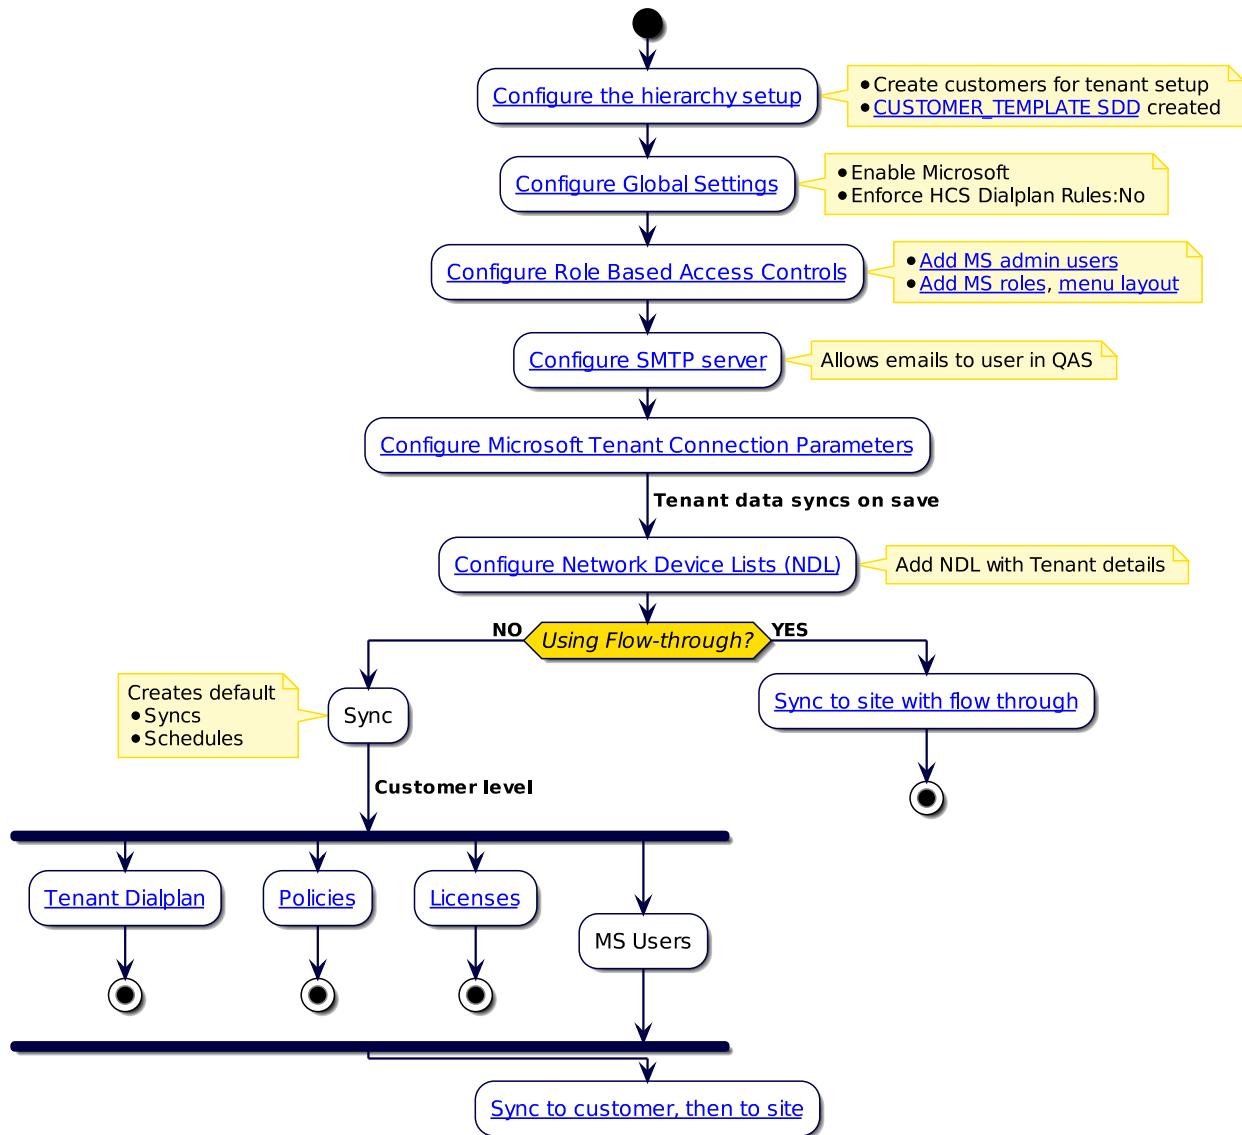 Configure the hierarchy setup
• Create customers for tenant setup
• CUSTOMER_TEMPLATE SDD created
Configure Global Settings
• Enable Microsoft
• Enforce HCS Dialplan Rules:No
Configure Role Based Access Controls
• Add MS admin users
• Add MS roles, menu layout
Configure SMTP server
Allows emails to user in QAS
Configure Microsoft Tenant Connection Parameters
Tenant data syncs on save
Configure Network Device Lists (NDL)
Add NDL with Tenant details
NO
Using Flow-through?
YES
Creates default
• Syncs
• Schedules
Sync
Sync to site with flow through
Customer level
Tenant Dialplan
Policies
Licenses
MS Users
Sync to customer, then to site